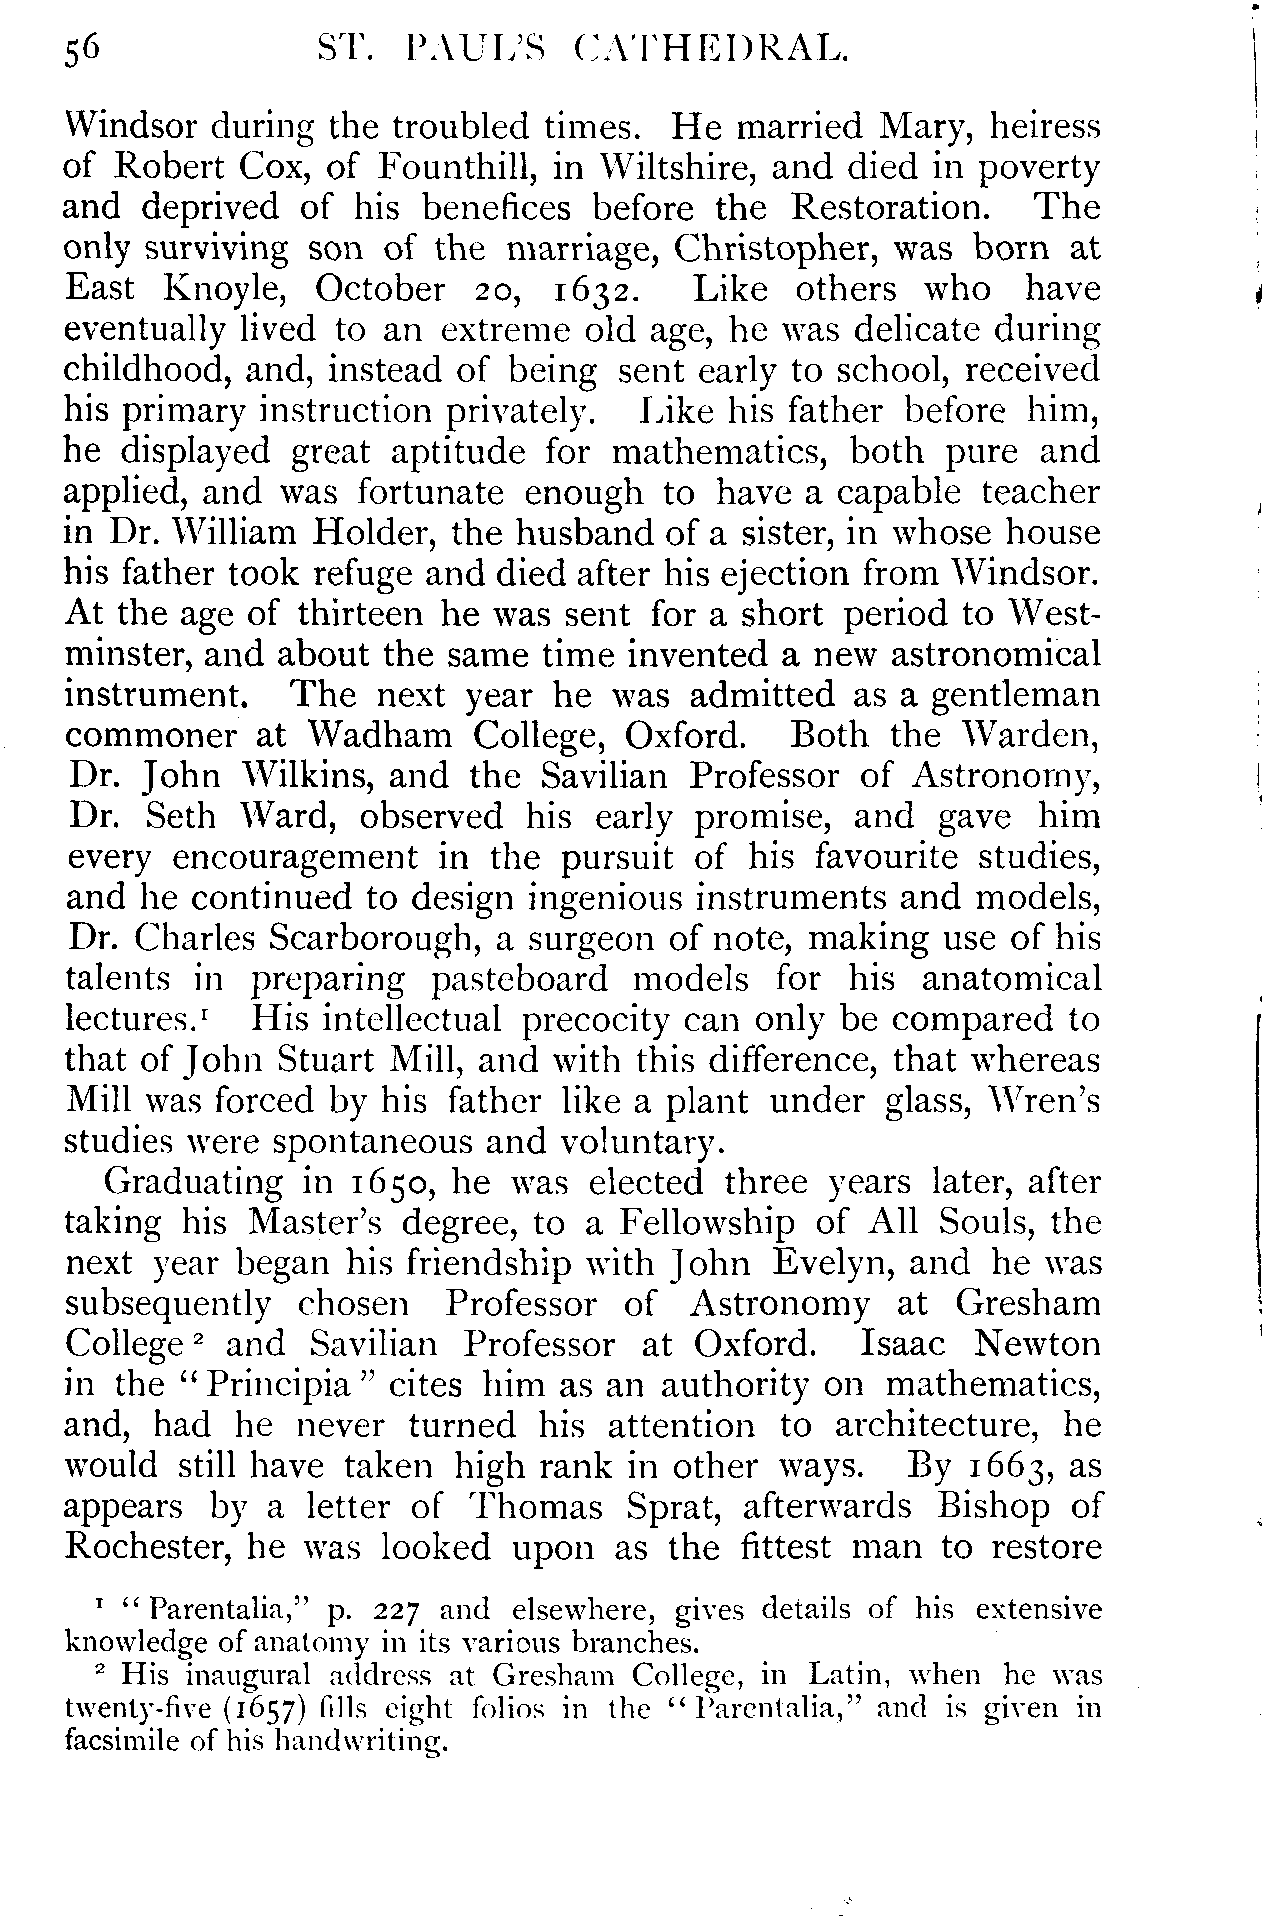 56 ST. PAUL'S CATHEDRAL.
Windsor during the troubled times. He married Mary, heiress
of Robert Cox, of Founthill, in Wiltshire, and died in poverty
and deprived of his benefices before the Restoration. The
only surviving son of the marriage, Christopher, was born at
East Knoyle, October 20, 1632. Like others who have
eventually lived to an extreme old age, he was delicate during
childhood, and, instead of being sent early to school, received
his primary instruction privately. Like his father before him,
he displayed great aptitude for mathematics, both pure and
applied, and was fortunate enough to have a capable teacher
in Dr. William Holder, the husband of a sister, in whose house
his father took refuge and died after his ejection from Windsor.
At the age of thirteen he was sent for a short period to West-
minster, and about the same time invented a new astronomical
instrument. The next year he was admitted as a gentleman
commoner at Wadham College, Oxford. Both the Warden,
Dr. John Wilkins, and the Savilian Professor of Astronomy,
Dr. Seth Ward, observed his early promise, and gave him
every encouragement in the pursuit of his favourite studies,
and he continued to design ingenious instruments and models,
Dr. Charles Scarborough, a surgeon of note, making use of his
talents in preparing pasteboard models for his anatomical
lectures.¹ His intellectual precocity can only be compared to
that of John Stuart Mill, and with this difference, that whereas
Mill was forced by his father like a plant under glass, Wren's
studies were spontaneous and voluntary.
Graduating in 1650, he was elected three years later, after
taking his Master's degree, to a Fellowship of All Souls, the
next year began his friendship with John Evelyn, and he was
subsequently chosen Professor of Astronomy at Gresham
College ² and Savilian Professor at Oxford. Isaac Newton
in the "Principia" cites him as an authority on mathematics,
and, had he never turned his attention to architecture, he
would still have taken high rank in other ways. By 1663, as
appears by a letter of Thomas Sprat, afterwards Bishop of
Rochester, he was looked upon as the fittest man to restore
¹ "Parentalia," p. 227 and elsewhere, gives details of his extensive
knowledge of anatomy in its various branches.
² His inaugural address at Gresham College, in Latin, when he was
twenty-five (1657) fills eight folios in the "Parentalia," and is given in
facsimile of his handwriting.